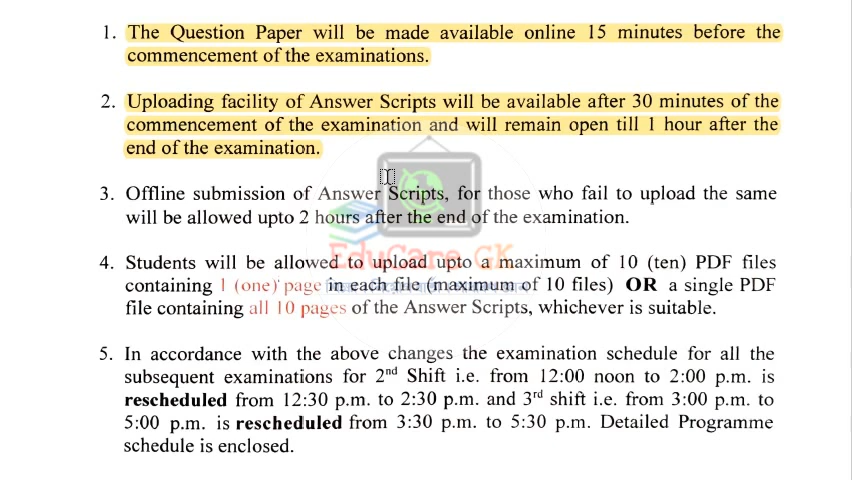 1. The Question Paper will be made available online 15 minutes before the
commencement of the examinations.
2. Uploading facility of Answer Scripts will be available after 30 minutes of the
commencement of the examination and will remain open till 1 hour after the
end of the examination.
3. Offline submission of Answer Scripts, for those who fail to upload the same
will be allowed upto 2 hours after the end of the examination.
EduCare GK
4. Students will be allowed to upload upto a maximum of 10 (ten) PDF files
containing 1 (one) page in each file (maximum of 10 files) OR a single PDF
file containing all 10 pages of the Answer Scripts, whichever is suitable.
5. In accordance with the above changes the examination schedule for all the
subsequent examinations for 2nd Shift i.e. from 12:00 noon to 2:00 p.m. is
rescheduled from 12:30 p.m. to 2:30 p.m. and 3rd shift i.e. from 3:00 p.m. to
5:00 p.m. is rescheduled from 3:30 p.m. to 5:30 p.m. Detailed Programme
schedule is enclosed.